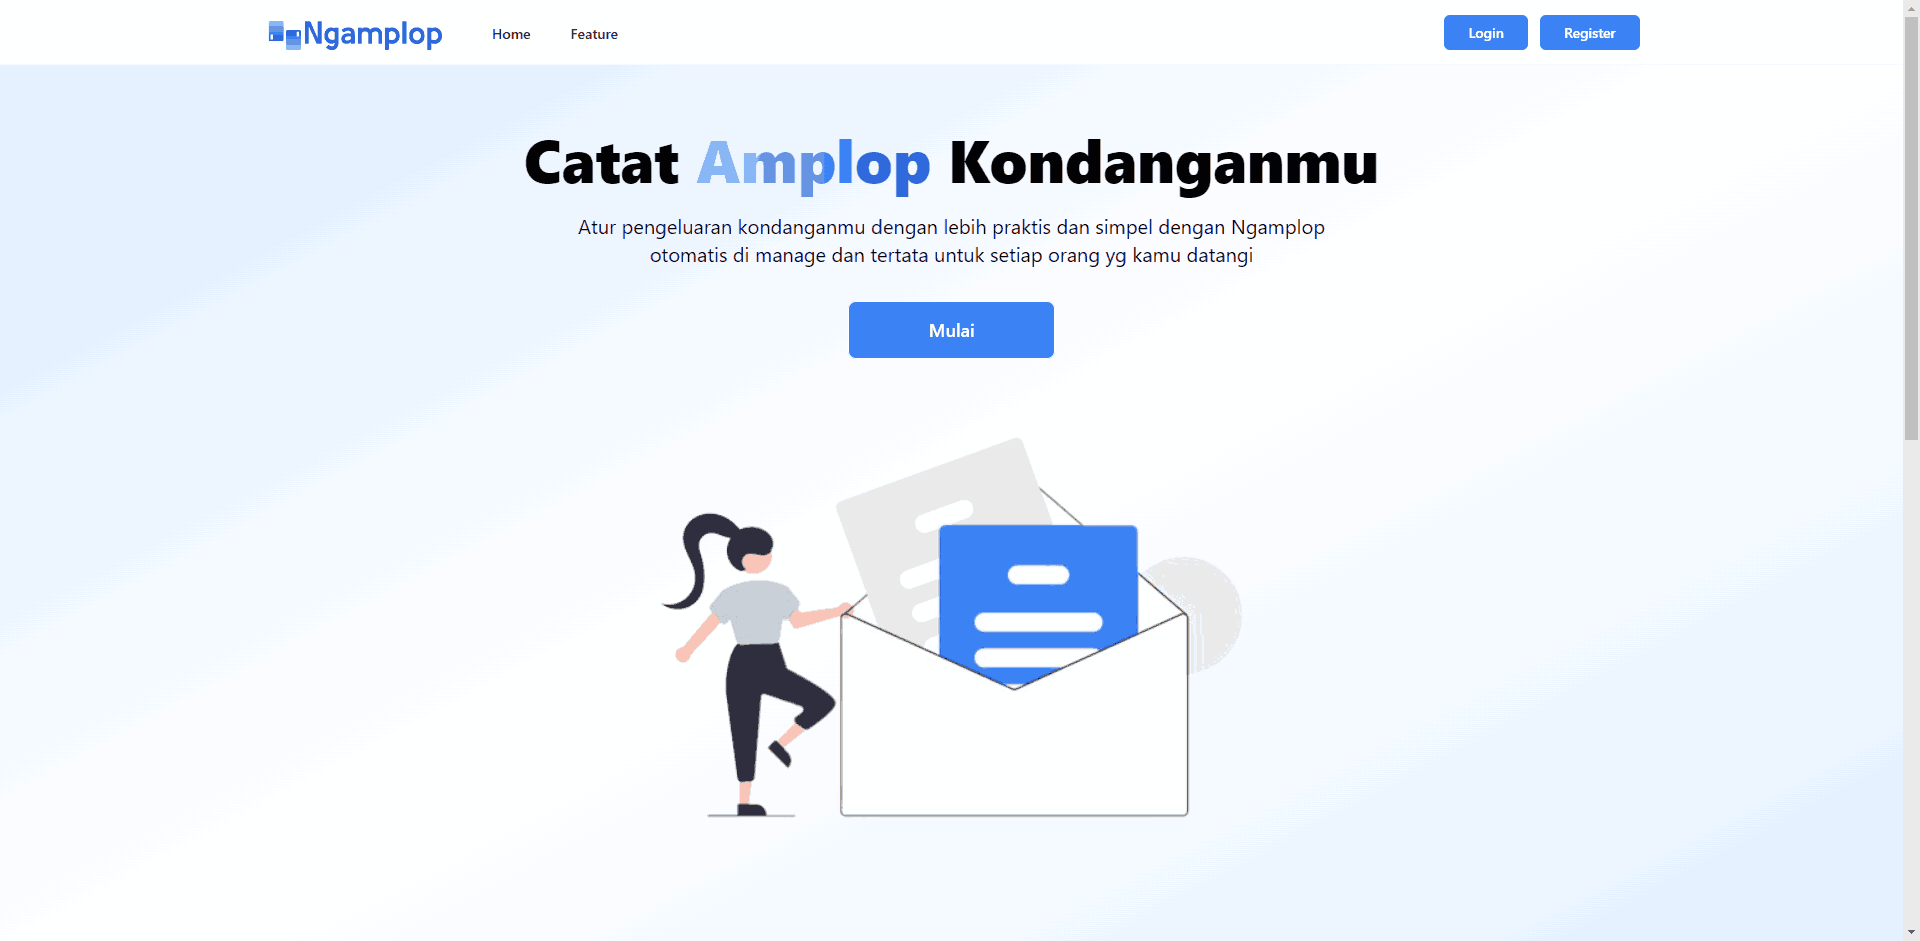 Ngamplop
Home
Feature
Login
Register
Catat Amplop Kondanganmu
Atur pengeluaran kondanganmu dengan lebih praktis dan simpel dengan Ngamplop
otomatis di manage dan tertata untuk setiap orang yg kamu datangi
Mulai